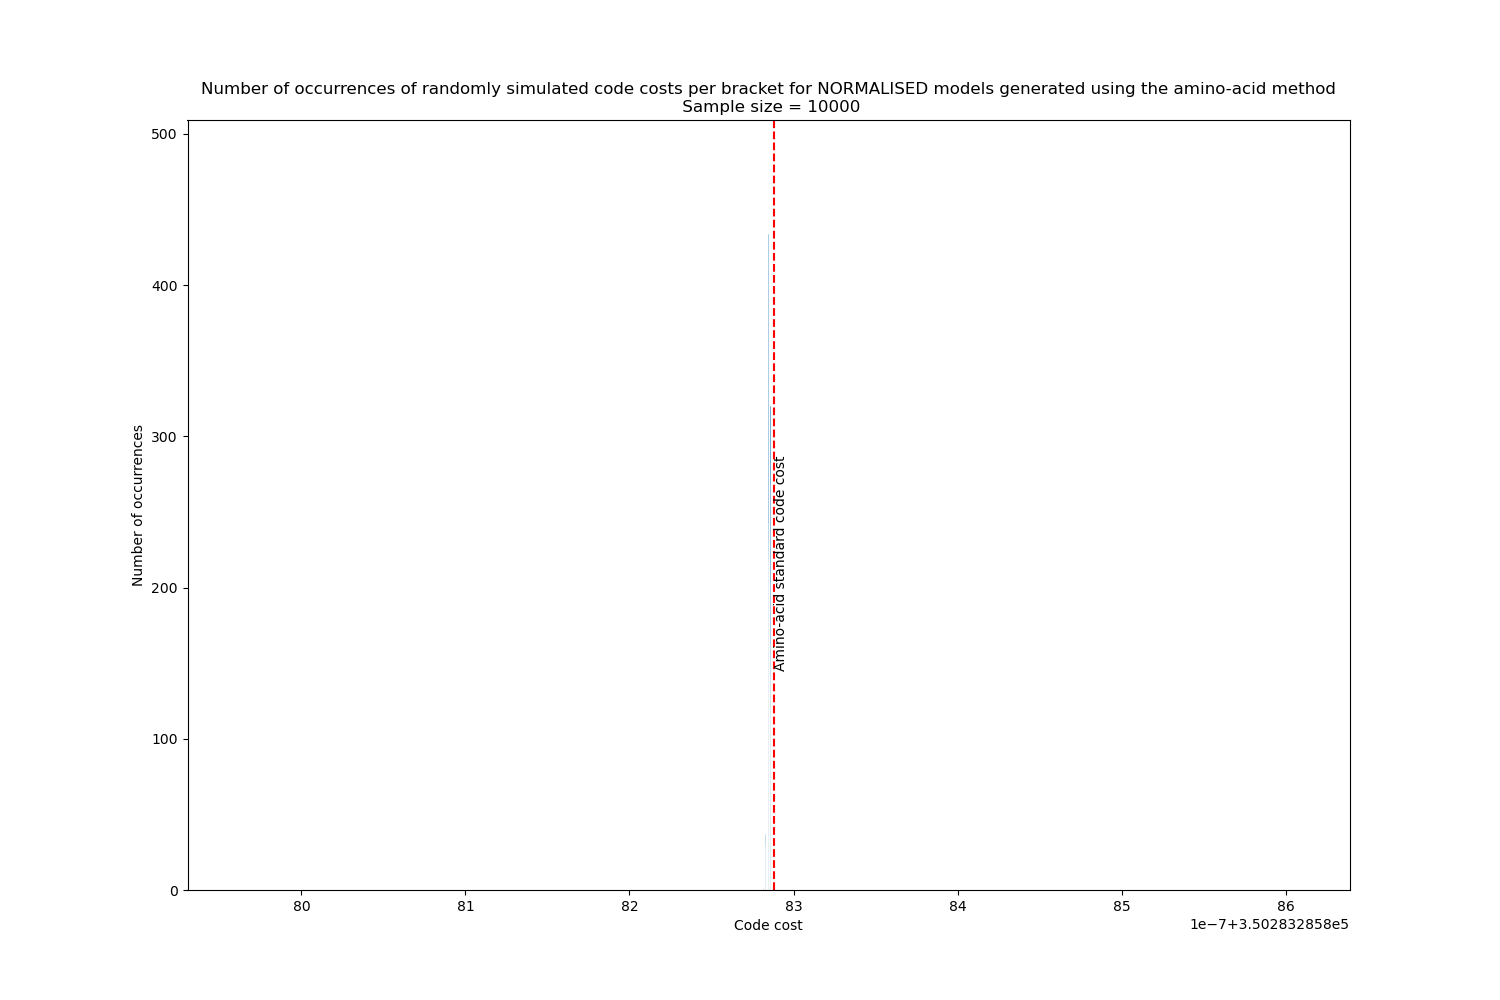 Number of occurrences of randomly simulated code costs per bracket for NORMALISED models generated using the amino-acid method
Sample size = 10000
500
400
300
200
100
0
Number of occurrences
Amino-acid standard code cost
80 81 82 83 84 85 86
Code cost
1e−7+3.502832858e5